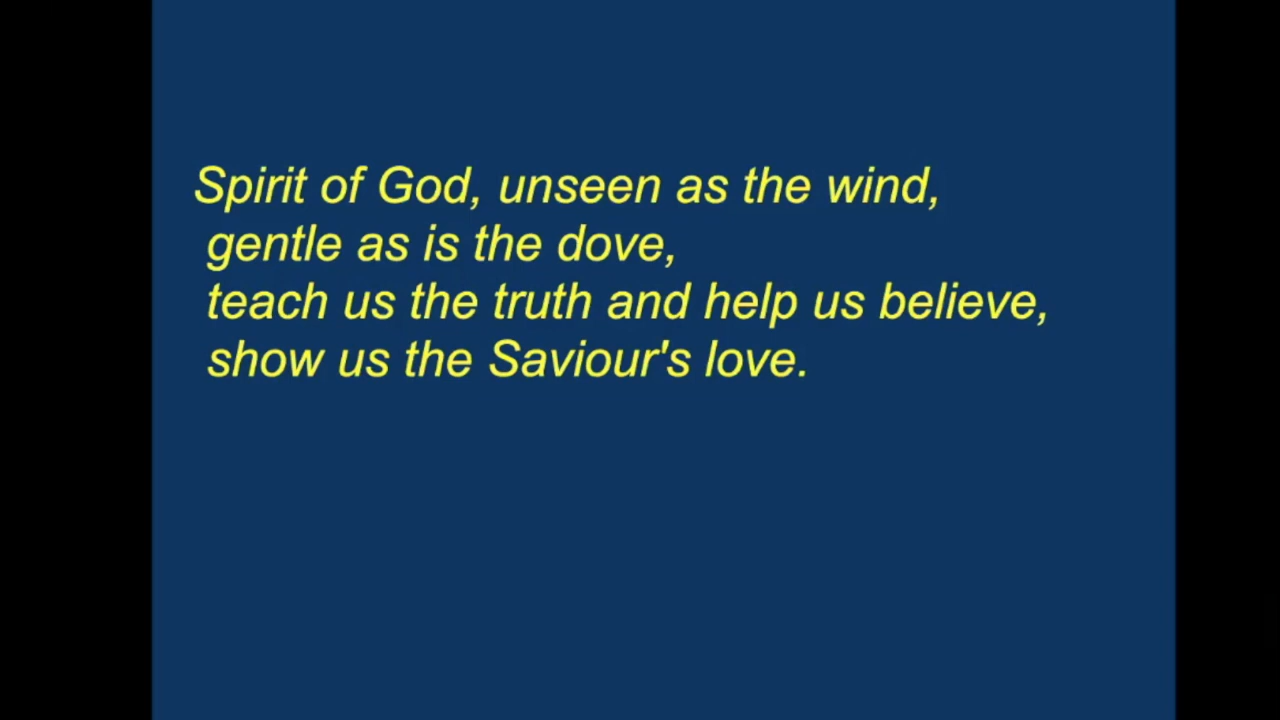 Spirit of God, unseen as the wind,
gentle as is the dove,
teach us the truth and help us believe,
show us the Saviour's love.